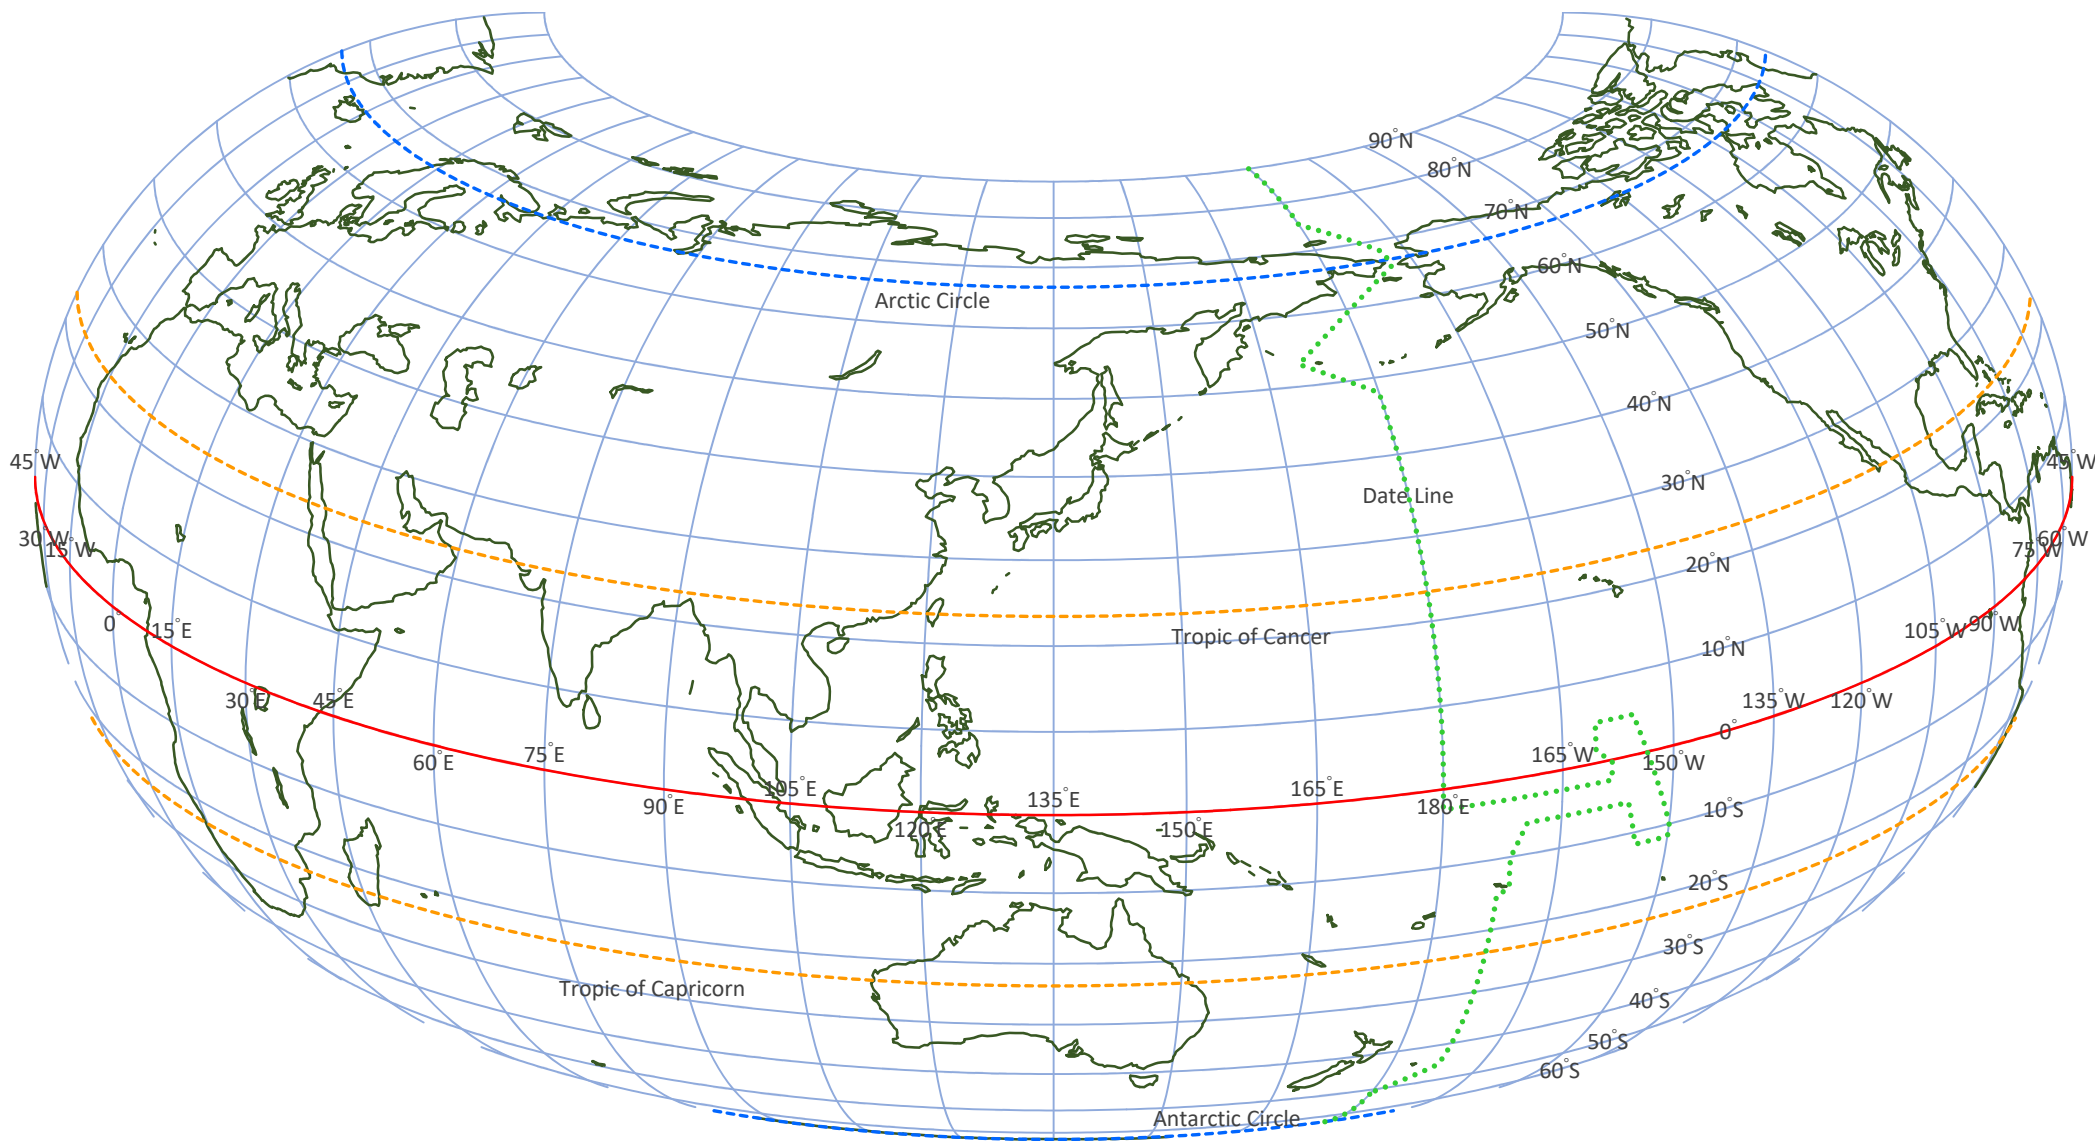 90°N
80°N
70°N
60°N
Arctic Circle
50°N
40°N
45°W
45°W
30°N
Date Line
30°W
15°W
75°W
60°W
20°N
0°
15°E
Tropic of Cancer
105°W
90°W
10°N
30°E
45°E
135°W
120°W
0°
60°E
75°E
165°W
150°W
90°E
105°E
135°E
165°E
180°E
10°S
120°E
150°E
20°S
30°S
Tropic of Capricorn
40°S
50°S
60°S
Antarctic Circle